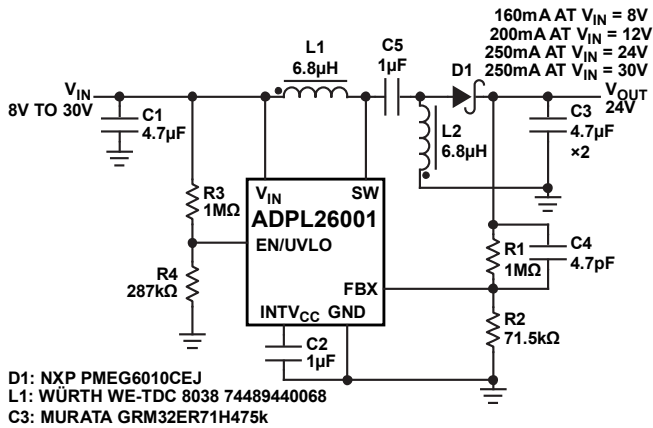 160mA AT VIN = 8V
200mA AT VIN = 12V
250mA AT VIN = 24V
250mA AT VIN = 30V
L1
6.8µH
C5
1µF
D1
VIN
8V TO 30V
VOUT
24V
C1
4.7µF
L2
6.8µH
C3
4.7µF
×2
R3
1MΩ
VIN
SW
ADPL26001
EN/UVLO
R1
1MΩ
C4
4.7pF
R4
287kΩ
FBX
INTVCC
GND
R2
71.5kΩ
C2
1µF
D1: NXP PMEG6010CEJ
L1: WÜRTH WE-TDC 8038 74489440068
C3: MURATA GRM32ER71H475k